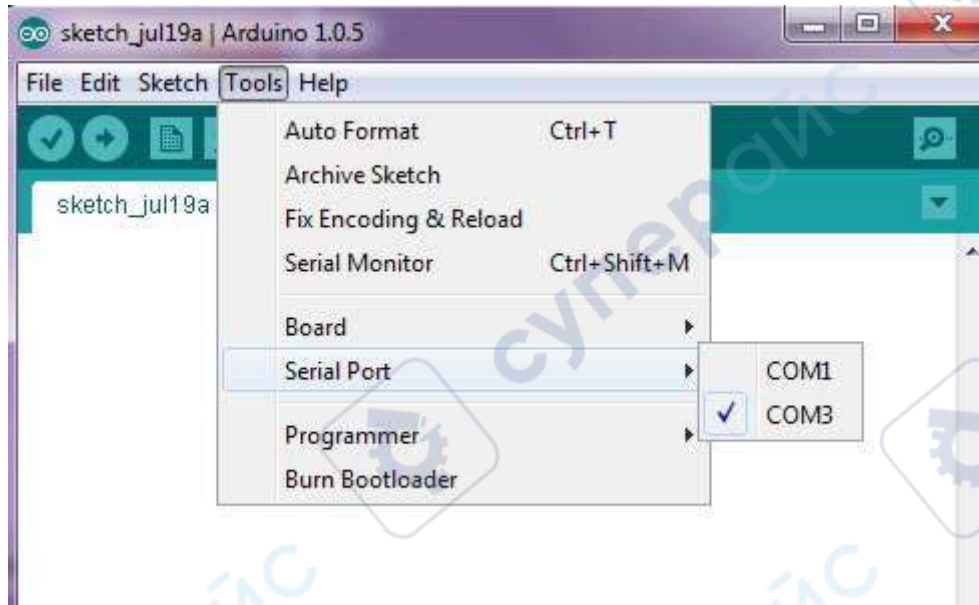 sketch_jul19a | Arduino 1.0.5
File Edit Sketch Tools Help
Auto Format Ctrl+T
Archive Sketch
sketch_jul19a
Fix Encoding & Reload
Serial Monitor Ctrl+Shift+M
Board
Serial Port
COM1
COM3
Programmer
Burn Bootloader
суперайс